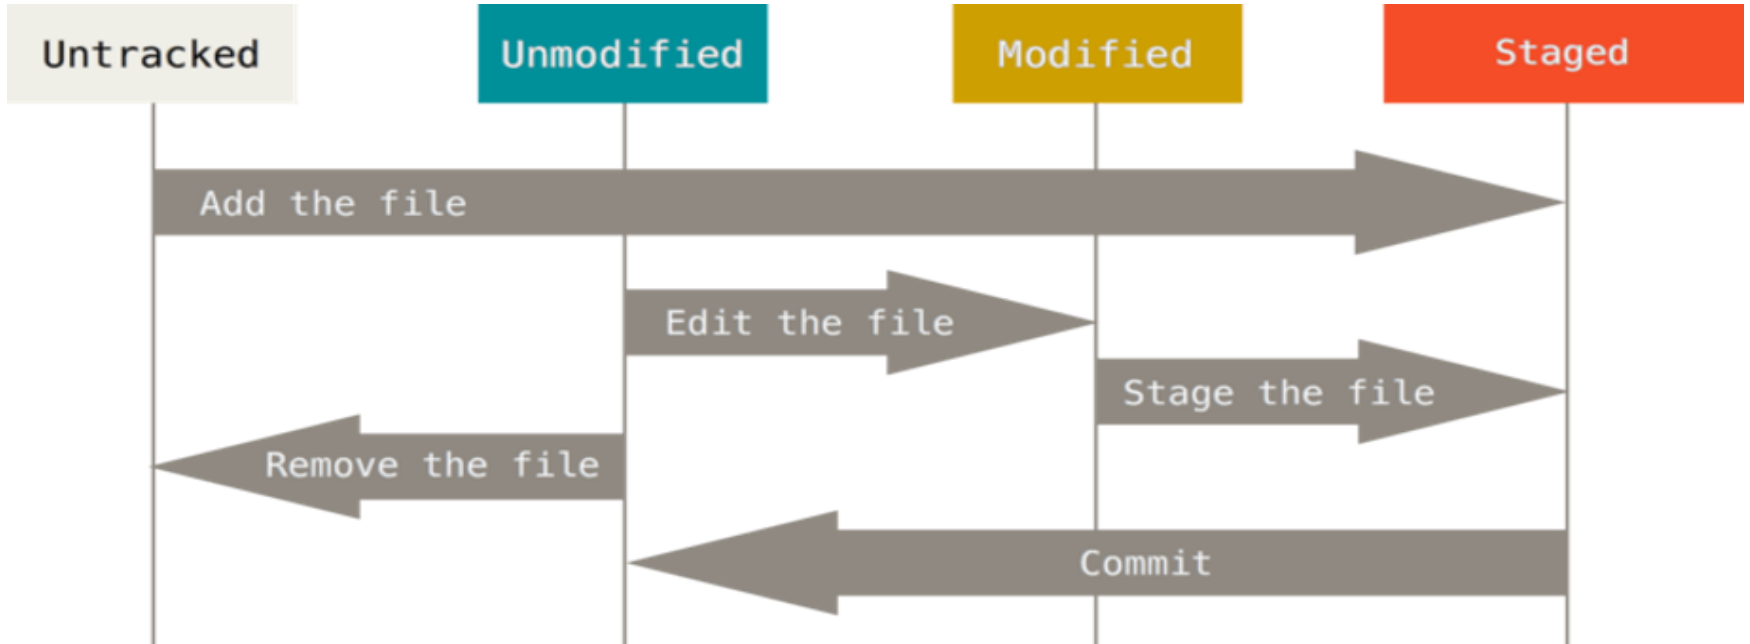 Untracked
Unmodified
Modified
Staged
Add the file
Edit the file
Stage the file
Remove the file
Commit